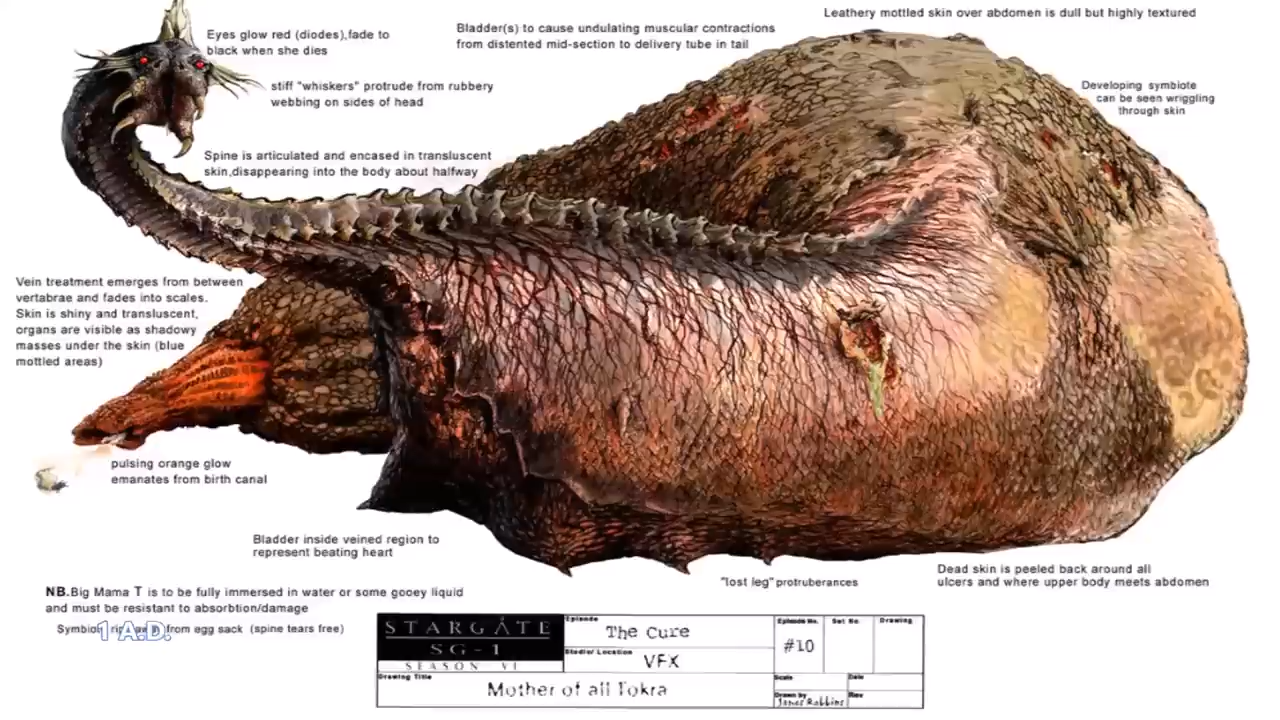 Leathery mottled skin over abdomen is dull but highly textured
Eyes glow red (diodes),fade to
black when she dies
Bladder(s) to cause undulating muscular contractions
from distented mid-section to delivery tube in tail
stiff "whiskers" protrude from rubbery
webbing on sides of head
Developing symbiote
can be seen wriggling
through skin
Spine is articulated and encased in transluscent
skin,disappearing into the body about halfway
Vein treatment emerges from between
vertabrae and fades into scales.
Skin is shiny and transluscent,
organs are visible as shadowy
masses under the skin (blue
mottled areas)
pulsing orange glow
emanates from birth canal
Bladder inside veined region to
represent beating heart
"lost leg" protruberances
Dead skin is peeled back around all
ulcers and where upper body meets abdomen
NB.Big Mama T is to be fully immersed in water or some gooey liquid
and must be resistant to absorbtion/damage
from egg sack (spine tears free)
1 A.D.
STARGATE
SG-1
SEASON VI
Episode
The Cure
Studio/ Location
VFX
Episode No.
#10
Set No.
Drawing
Drawing Title
Mother of all Tokra
Scale
Date
Drawn by
James Robbins
Rev